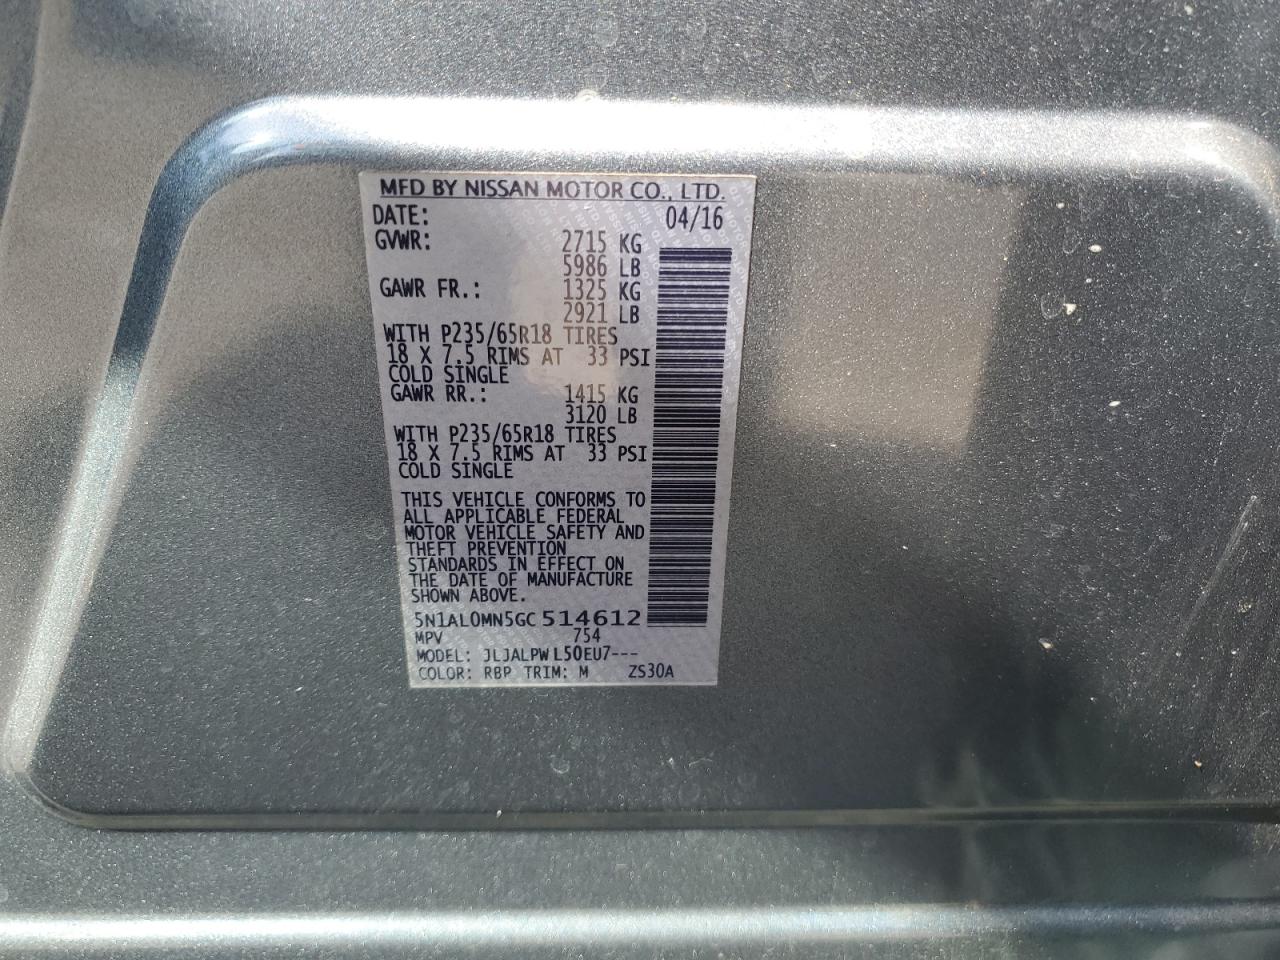 MFD BY NISSAN MOTOR CO., LTD.
DATE: 04/16
GVWR: 2715 KG
5986 LB
GAWR FR.: 1325 KG
2921 LB
WITH P235/65R18 TIRES
18 X 7.5 RIMS AT 33 PSI
COLD SINGLE
GAWR RR.: 1415 KG
3120 LB
WITH P235/65R18 TIRES
18 X 7.5 RIMS AT 33 PSI
COLD SINGLE
THIS VEHICLE CONFORMS TO
ALL APPLICABLE FEDERAL
MOTOR VEHICLE SAFETY AND
THEFT PREVENTION
STANDARDS IN EFFECT ON
THE DATE OF MANUFACTURE
SHOWN ABOVE.
5N1AL0MN5GC514612
MPV 754
MODEL: JLJALPWL50EU7---
COLOR: RBP TRIM: M ZS30A